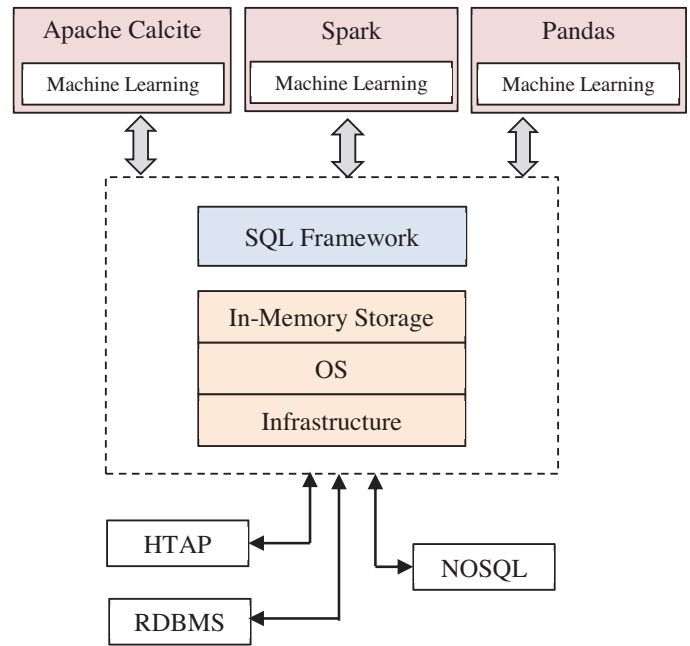 Apache Calcite
Spark
Pandas
Machine Learning
Machine Learning
Machine Learning
SQL Framework
In-Memory Storage
OS
Infrastructure
HTAP
NOSQL
RDBMS